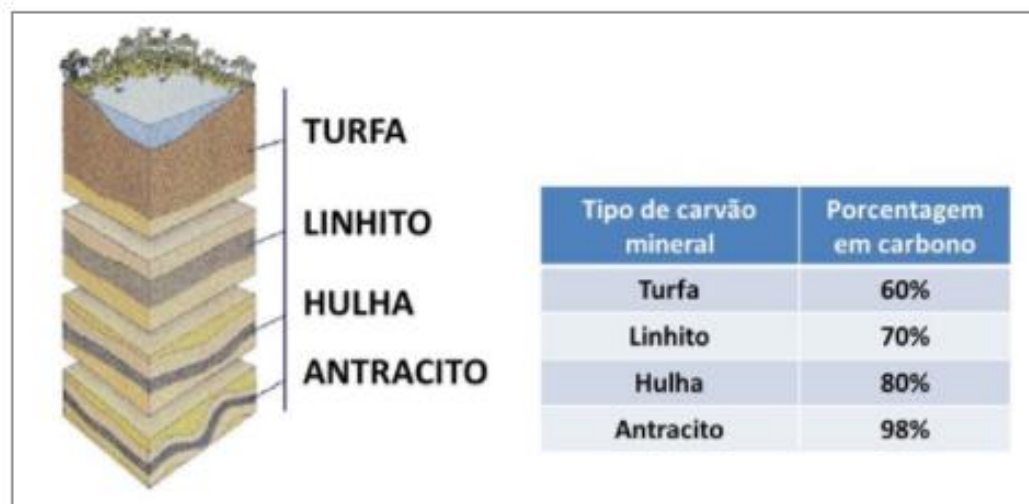 TURFA
LINHITO
HULHA
ANTRACITO
Tipo de carvão mineral Porcentagem em carbono
Turfa 60%
Linhito 70%
Hulha 80%
Antracito 98%